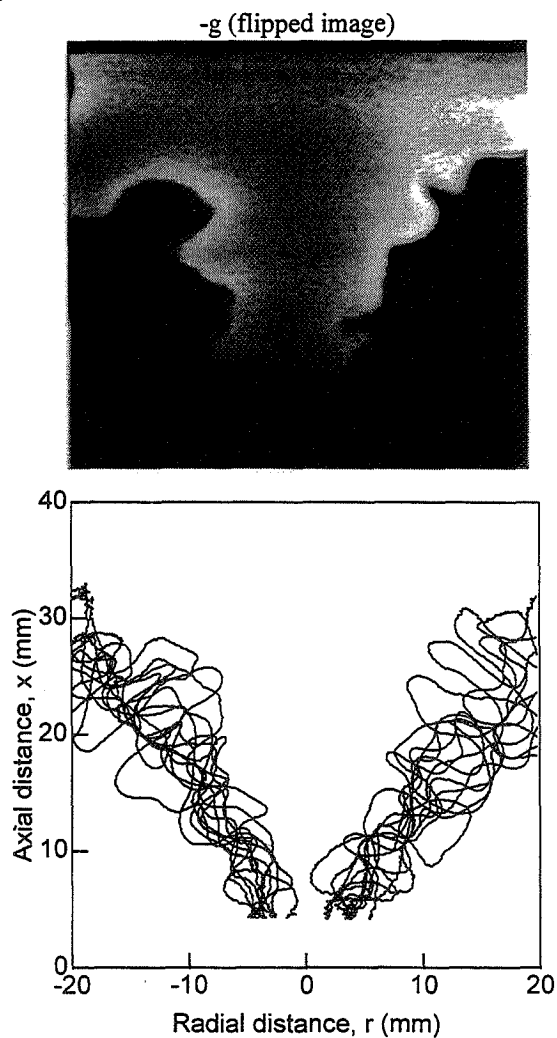 -g (flipped image)
40
30
20
10
0
Axial distance, x (mm)
-20 -10 0 10 20
Radial distance, r (mm)